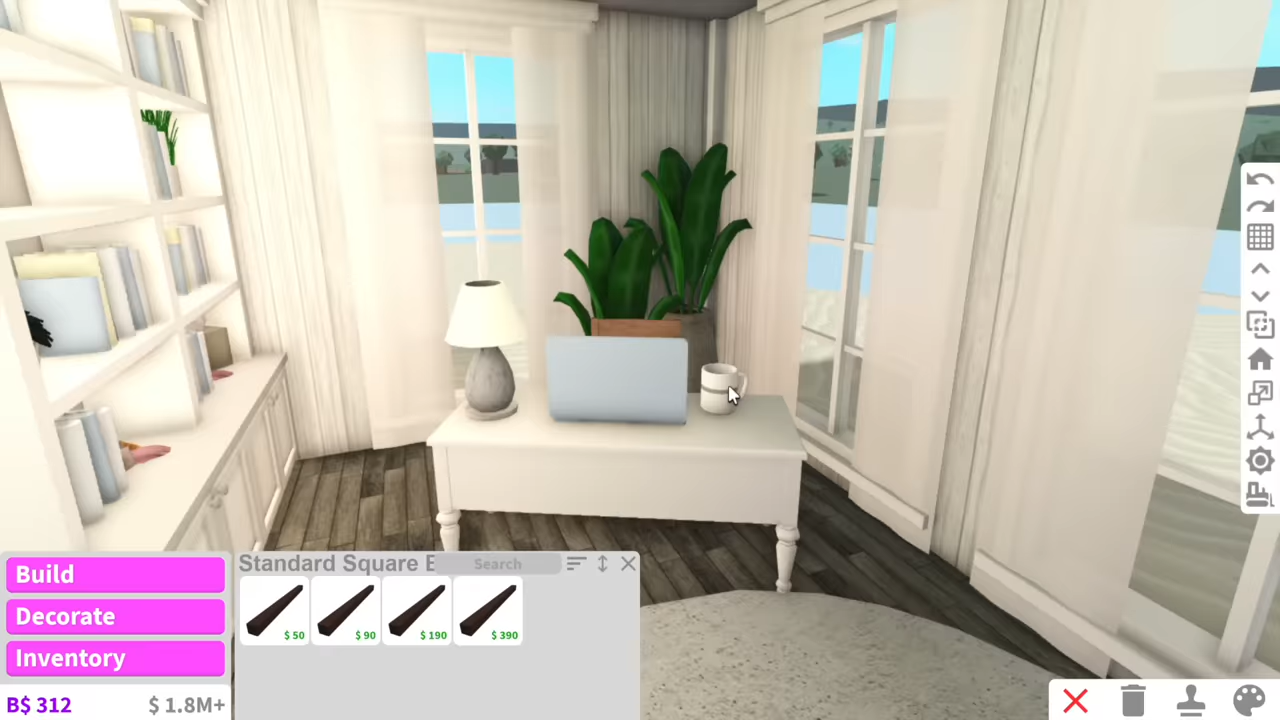 Build
Decorate
Inventory
B$ 312
$ 1.8M+
Standard Square
Search
$ 50
$ 90
$ 190
$ 390